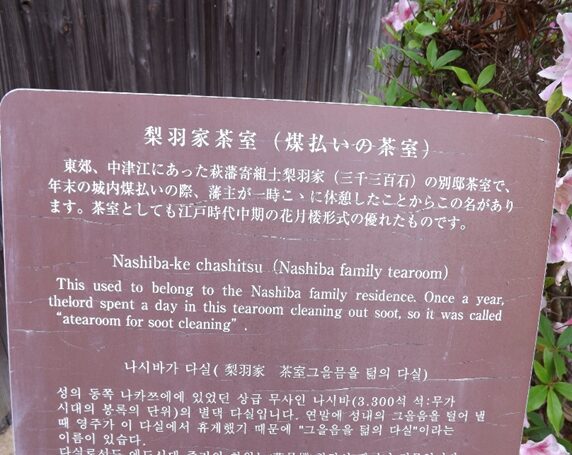 梨羽家茶室（煤払いの茶室）
東郊、中津江にあった萩藩寄組士梨羽家（三千三百石）の別邸茶室で、
年末の城内煤払いの際、藩主が一時こゝに休憩したことからこの名があり
ます。茶室としても江戸時代中期の花月楼形式の優れたものです。
Nashiba-ke chashitsu（Nashiba family tearoom）
This used to belong to the Nashiba family residence. Once a year,
thelord spent a day in this tearoom cleaning out soot, so it was called
“atearoom for soot cleaning”.
나시바가 다실( 梨羽家　茶室그을믐을 덞의 다실)
성의 동쪽 나카쯔에에 있었던 상급 무사인 나시바(3.300석 석:무가
시대의 봉록의 단위)의 별택 다실입니다. 연말에 성내의 그을음을 털어 낼
때 영주가 이 다실에서 휴게했기 때문에 "그을음을 덞의 다실"이라는
이름이 있습니다.